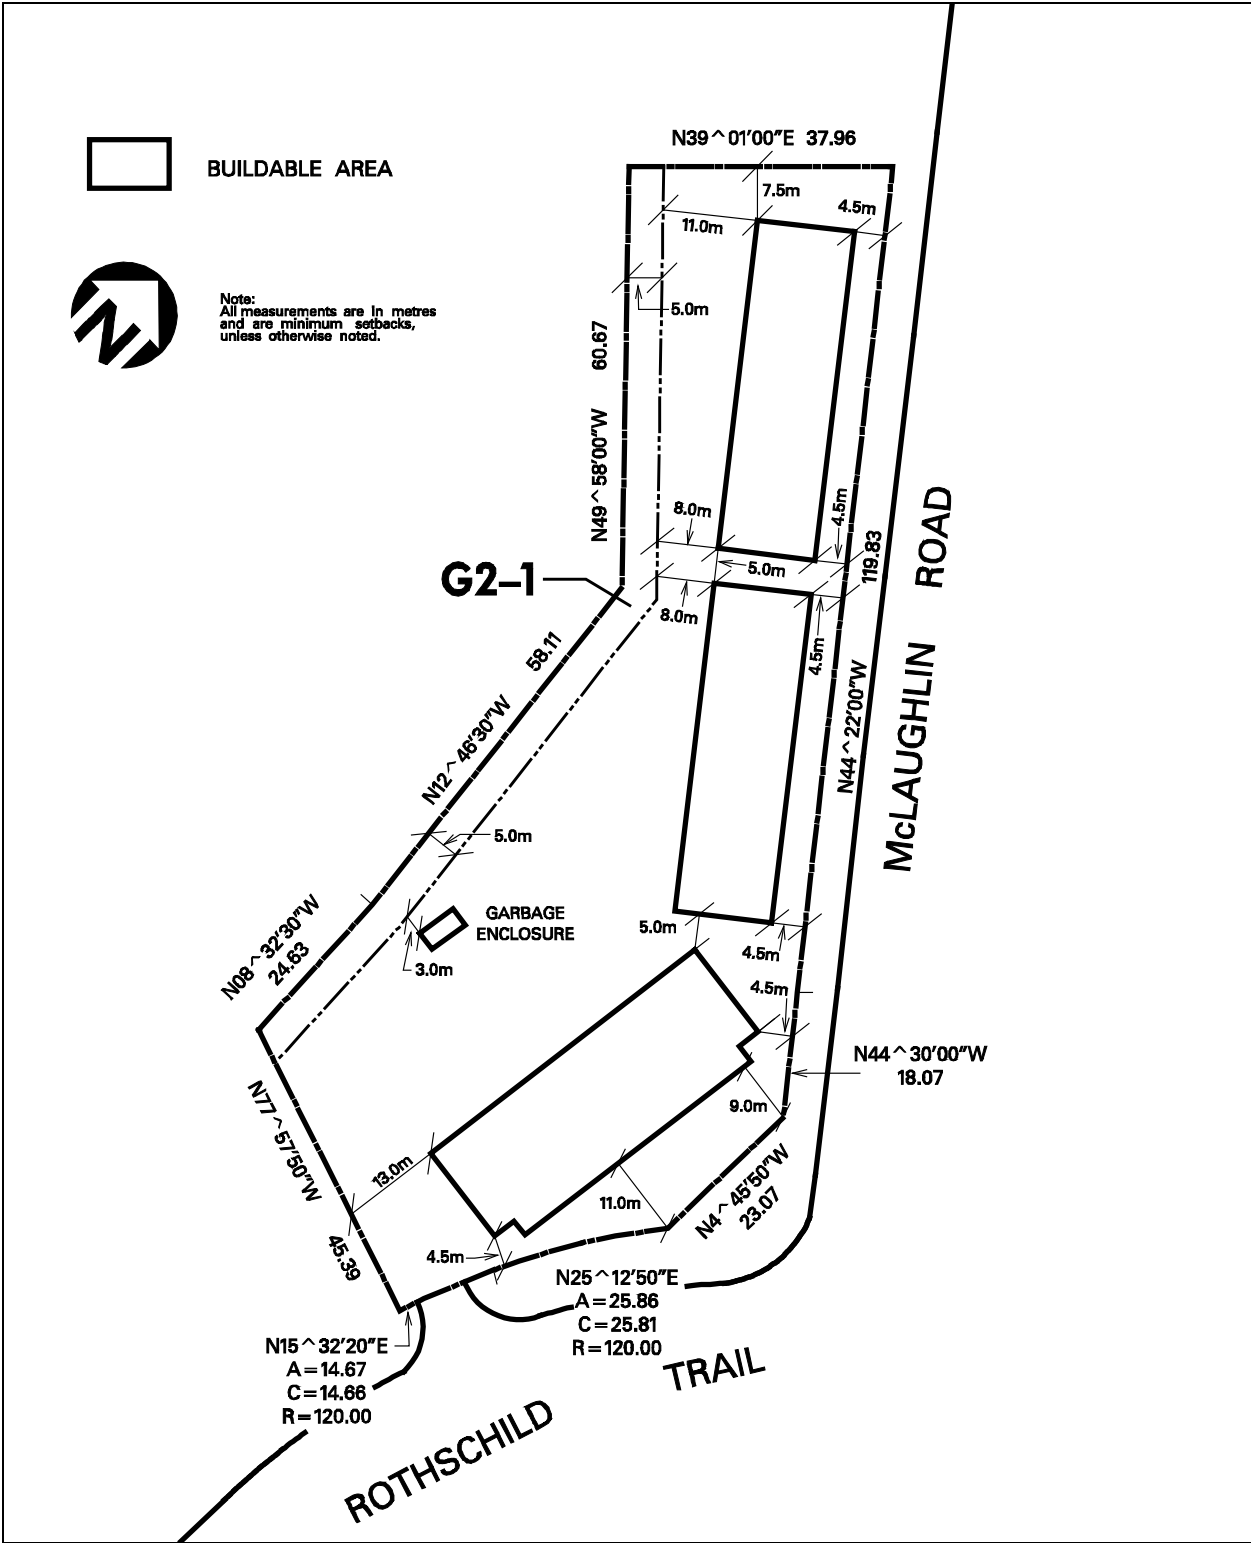 N39^01'00"E 37.96
BUILDABLE AREA
7.5m
4.5m
11.0m
N
Note:
All measurements are in metres
and are minimum setbacks,
unless otherwise noted.
5.0m
60.67
N49^58'00"W
8.0m
4.5m
119.83
ROAD
5.0m
G2-1
8.0m
4.5m
58.11
McLAUGHLIN
N44^22'00"W
N12^46'30"W
5.0m
GARBAGE
ENCLOSURE
N08^32'30"W
24.63
3.0m
5.0m
4.5m
4.5m
N44^30'00"W
18.07
N77^57'50"W
45.39
9.0m
13.0m
11.0m
N4^45'50"W
23.07
4.5m
N25^12'50"E
A=25.86
C=25.81
R=120.00
N15^32'20"E
A=14.67
C=14.66
R=120.00
ROTHSCHILD TRAIL